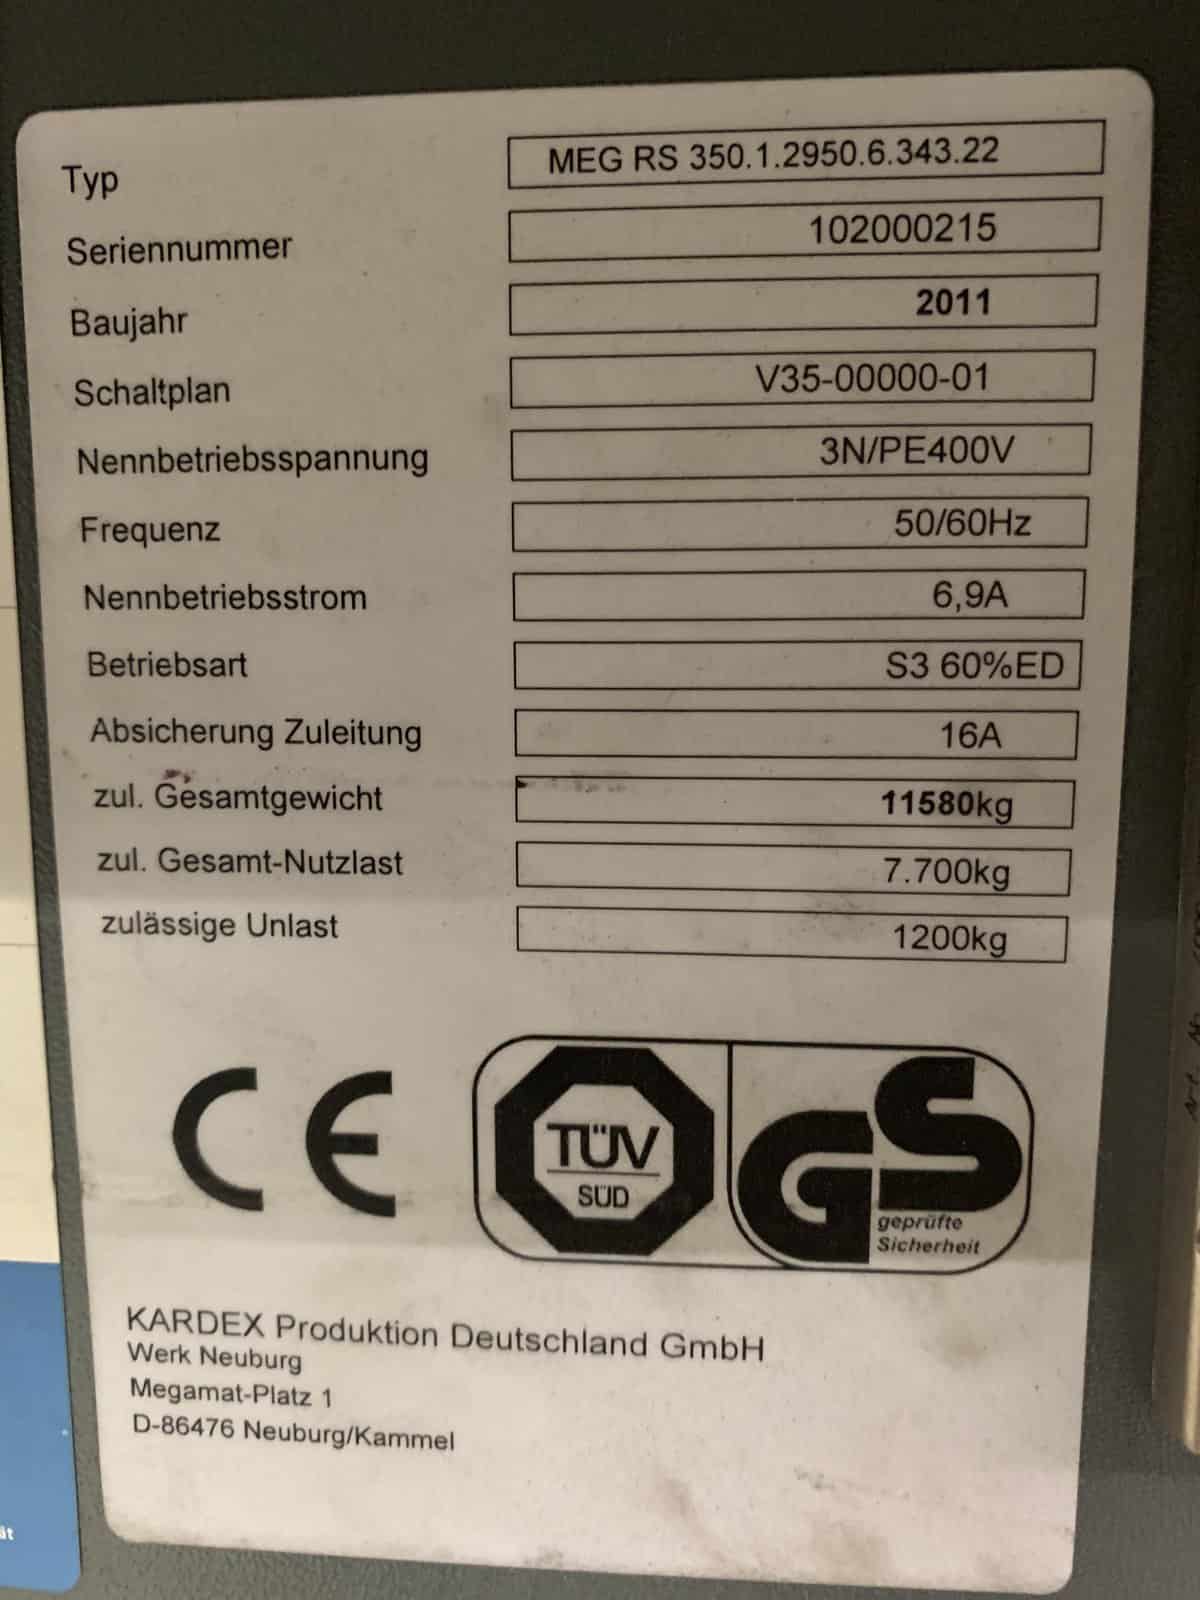 Typ MEG RS 350.1.2950.6.343.22
Seriennummer 102000215
Baujahr 2011
Schaltplan V35-00000-01
Nennbetriebsspannung 3N/PE400V
Frequenz 50/60Hz
Nennbetriebsstrom 6,9A
Betriebsart S3 60%ED
Absicherung Zuleitung 16A
zul. Gesamtgewicht 11580kg
zul. Gesamt-Nutzlast 7.700kg
zulässige Unlast 1200kg
CE
TÜV
SÜD
GS
geprüfte
Sicherheit
KARDEX Produktion Deutschland GmbH
Werk Neuburg
Megamat-Platz 1
D-86476 Neuburg/Kammel